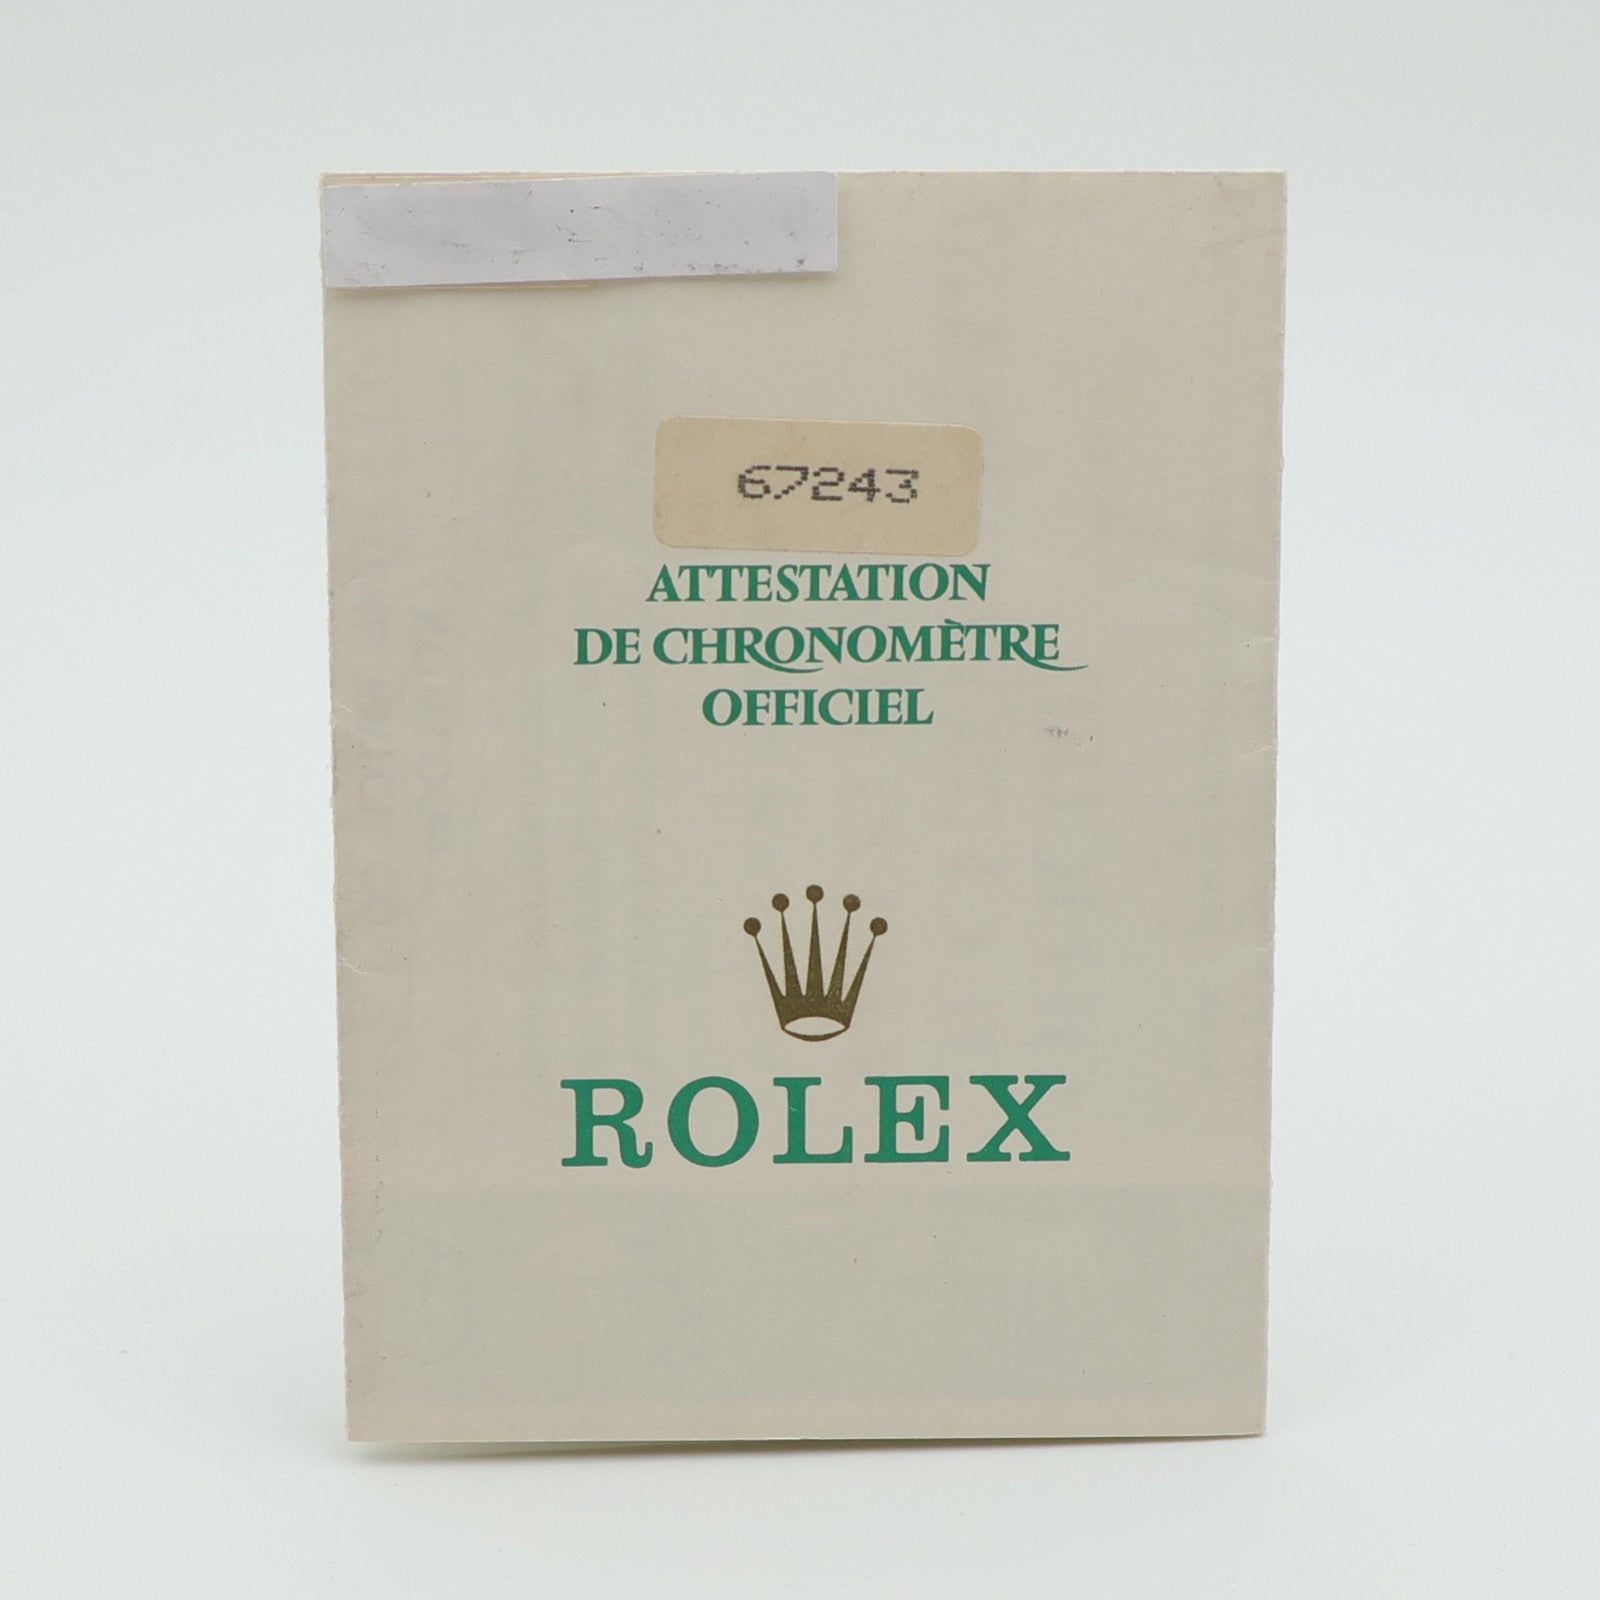 67243
ATTESTATION
DE CHRONOMÈTRE
OFFICIEL
ROLEX